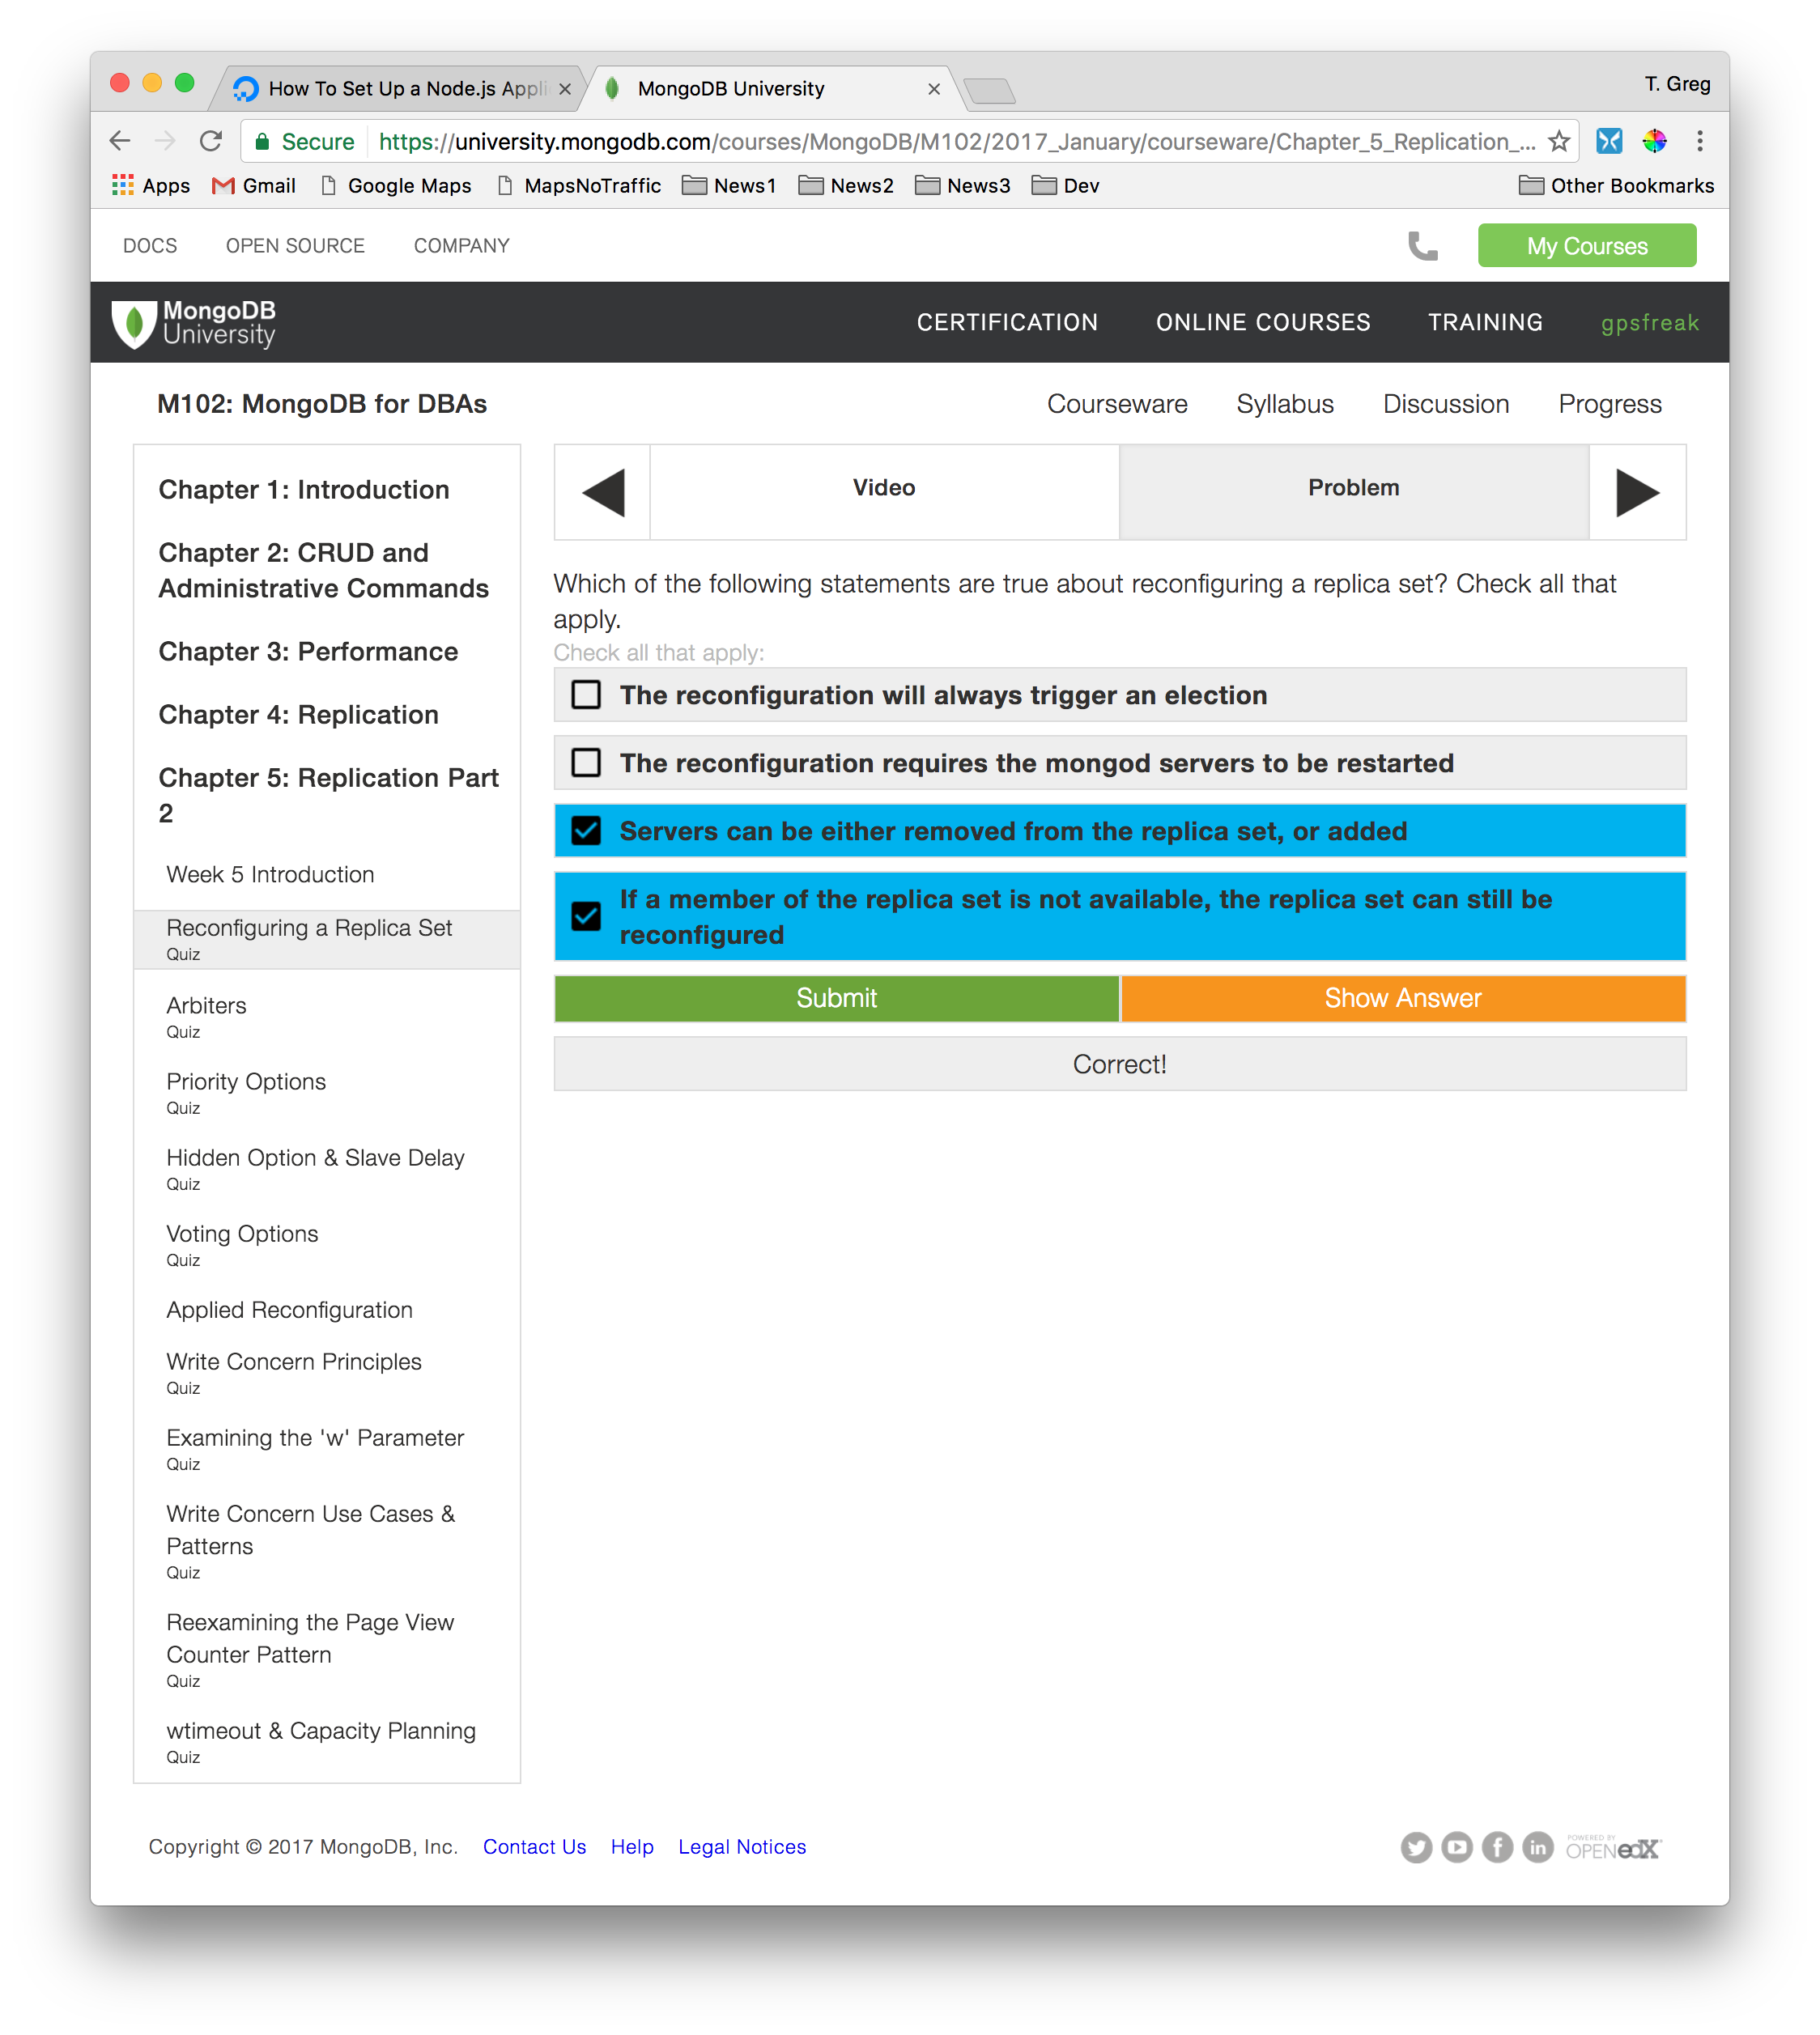 How To Set Up a Node.js Appli
MongoDB University
T. Greg
Secure https://university.mongodb.com/courses/MongoDB/M102/2017_January/courseware/Chapter_5_Replication_...
Apps Gmail Google Maps MapsNoTraffic News1 News2 News3 Dev Other Bookmarks
DOCS OPEN SOURCE COMPANY My Courses
MongoDB
University
CERTIFICATION ONLINE COURSES TRAINING gpsfreak
M102: MongoDB for DBAs
Courseware Syllabus Discussion Progress
Chapter 1: Introduction
Chapter 2: CRUD and
Administrative Commands
Chapter 3: Performance
Chapter 4: Replication
Chapter 5: Replication Part
2
Week 5 Introduction
Reconfiguring a Replica Set
Quiz
Arbiters
Quiz
Priority Options
Quiz
Hidden Option & Slave Delay
Quiz
Voting Options
Quiz
Applied Reconfiguration
Write Concern Principles
Quiz
Examining the 'w' Parameter
Quiz
Write Concern Use Cases &
Patterns
Quiz
Reexamining the Page View
Counter Pattern
Quiz
wtimeout & Capacity Planning
Quiz
Video
Problem
Which of the following statements are true about reconfiguring a replica set? Check all that
apply.
Check all that apply:
The reconfiguration will always trigger an election
The reconfiguration requires the mongod servers to be restarted
Servers can be either removed from the replica set, or added
If a member of the replica set is not available, the replica set can still be
reconfigured
Submit
Show Answer
Correct!
Copyright © 2017 MongoDB, Inc. Contact Us Help Legal Notices
POWERED BY
OPEN edX